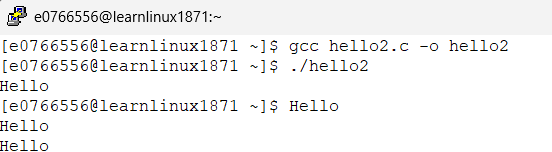 e0766556@learnlinux1871:~
[e0766556@learnlinux1871 ~]$ gcc hello2.c -o hello2
[e0766556@learnlinux1871 ~]$ ./hello2
Hello
[e0766556@learnlinux1871 ~]$ Hello
Hello
Hello